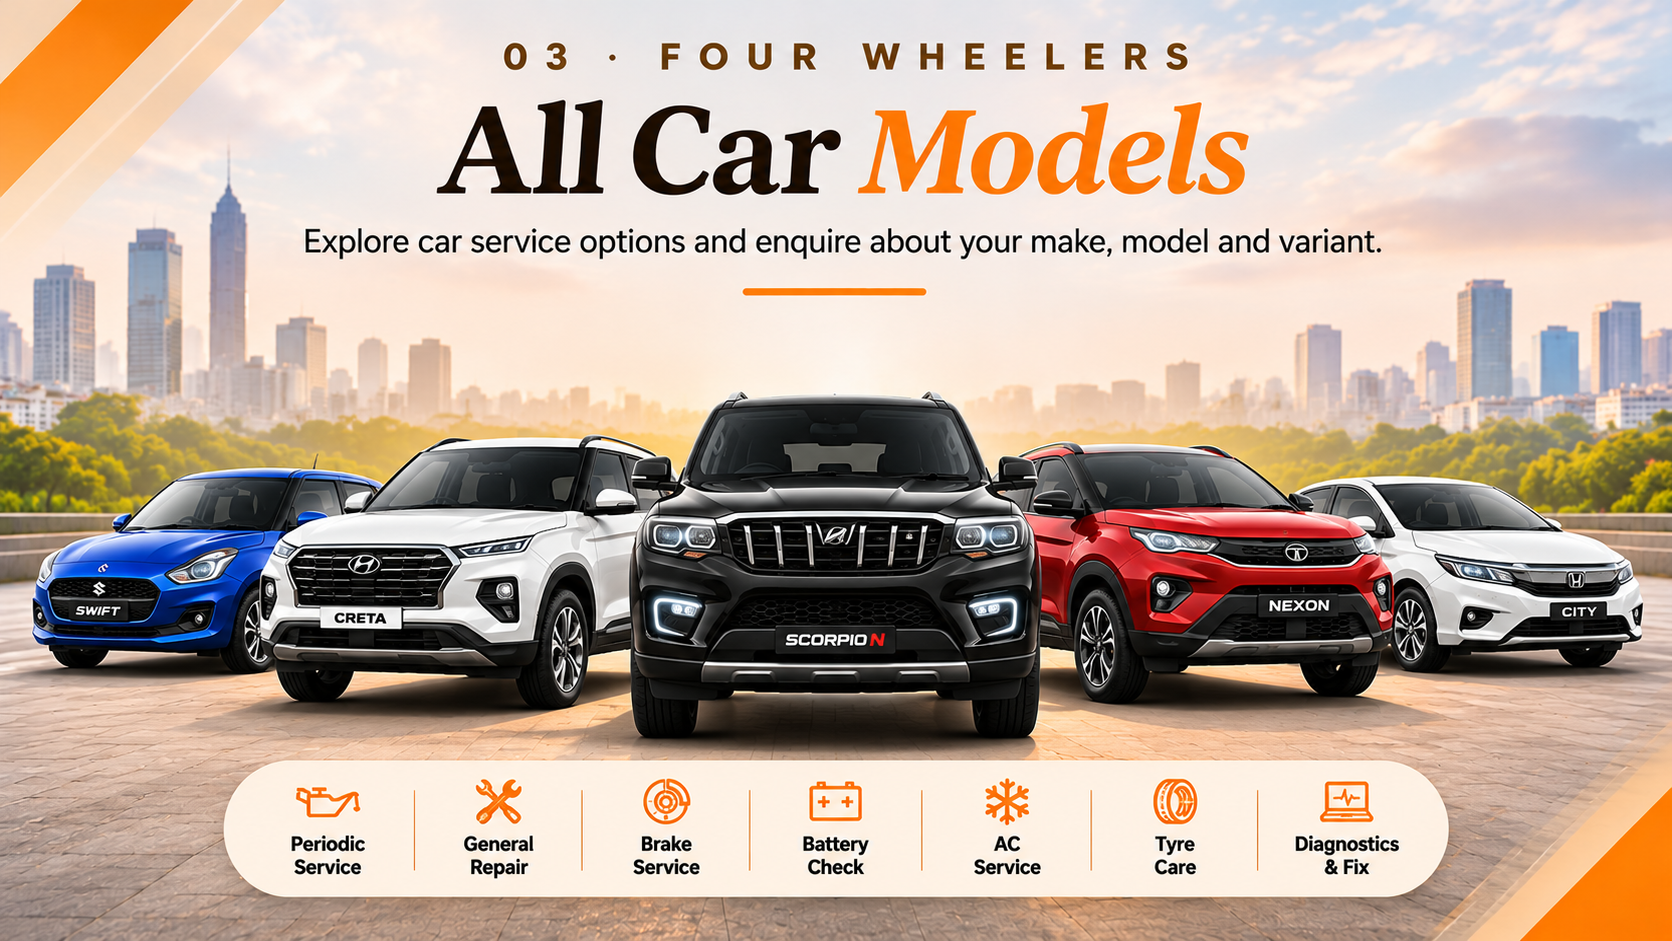 03 · FOUR WHEELERS
All Car Models
Explore car service options and enquire about your make, model and variant.
SWIFT
CRETA
SCORPIO N
NEXON
CITY
Periodic
Service
General
Repair
Brake
Service
Battery
Check
AC
Service
Tyre
Care
Diagnostics
& Fix